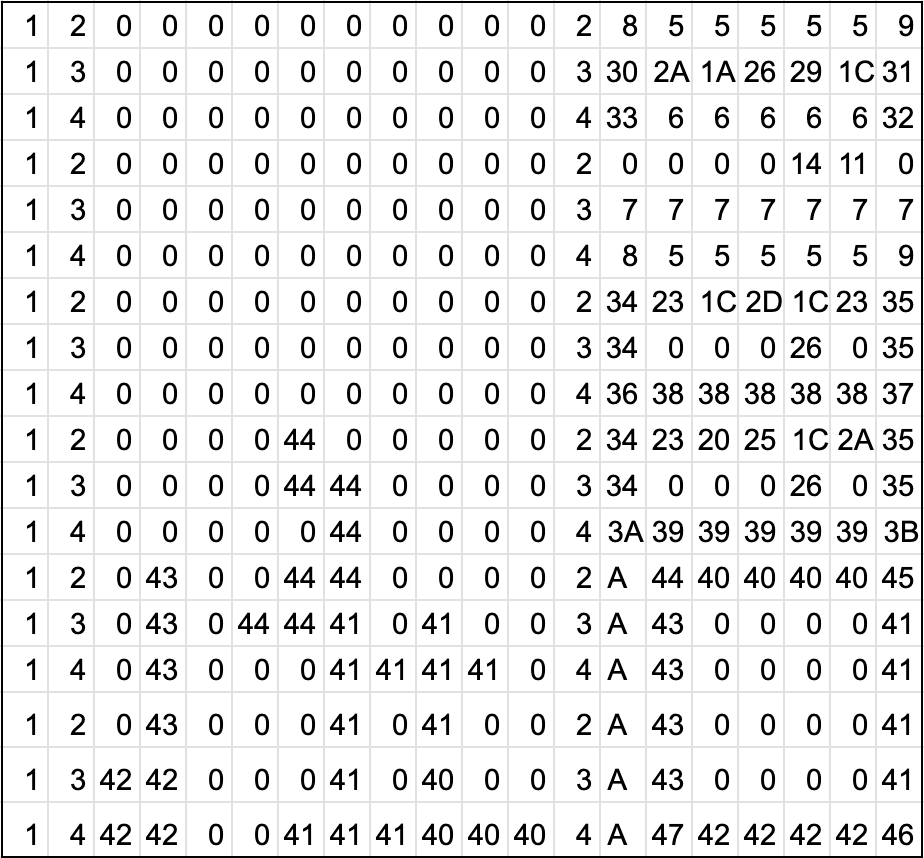 1 2 0 0 0 0 0 0 0 0 0 0 2 8 5 5 5 5 5 9
1 3 0 0 0 0 0 0 0 0 0 0 3 30 2A 1A 26 29 1C 31
1 4 0 0 0 0 0 0 0 0 0 0 4 33 6 6 6 6 6 32
1 2 0 0 0 0 0 0 0 0 0 0 2 0 0 0 0 14 11 0
1 3 0 0 0 0 0 0 0 0 0 0 3 7 7 7 7 7 7 7
1 4 0 0 0 0 0 0 0 0 0 0 4 8 5 5 5 5 5 9
1 2 0 0 0 0 0 0 0 0 0 0 2 34 23 1C 2D 1C 23 35
1 3 0 0 0 0 0 0 0 0 0 0 3 34 0 0 0 26 0 35
1 4 0 0 0 0 0 0 0 0 0 0 4 36 38 38 38 38 38 37
1 2 0 0 0 0 44 0 0 0 0 0 2 34 23 20 25 1C 2A 35
1 3 0 0 0 0 44 44 0 0 0 0 3 34 0 0 0 26 0 35
1 4 0 0 0 0 0 44 0 0 0 0 4 3A 39 39 39 39 39 3B
1 2 0 43 0 0 44 44 0 0 0 0 2 A 44 40 40 40 40 45
1 3 0 43 0 44 44 41 0 41 0 0 3 A 43 0 0 0 0 41
1 4 0 43 0 0 0 41 41 41 41 0 4 A 43 0 0 0 0 41
1 2 0 43 0 0 0 41 0 41 0 0 2 A 43 0 0 0 0 41
1 3 42 42 0 0 0 41 0 40 0 0 3 A 43 0 0 0 0 41
1 4 42 42 0 0 41 41 41 40 40 40 4 A 47 42 42 42 42 46